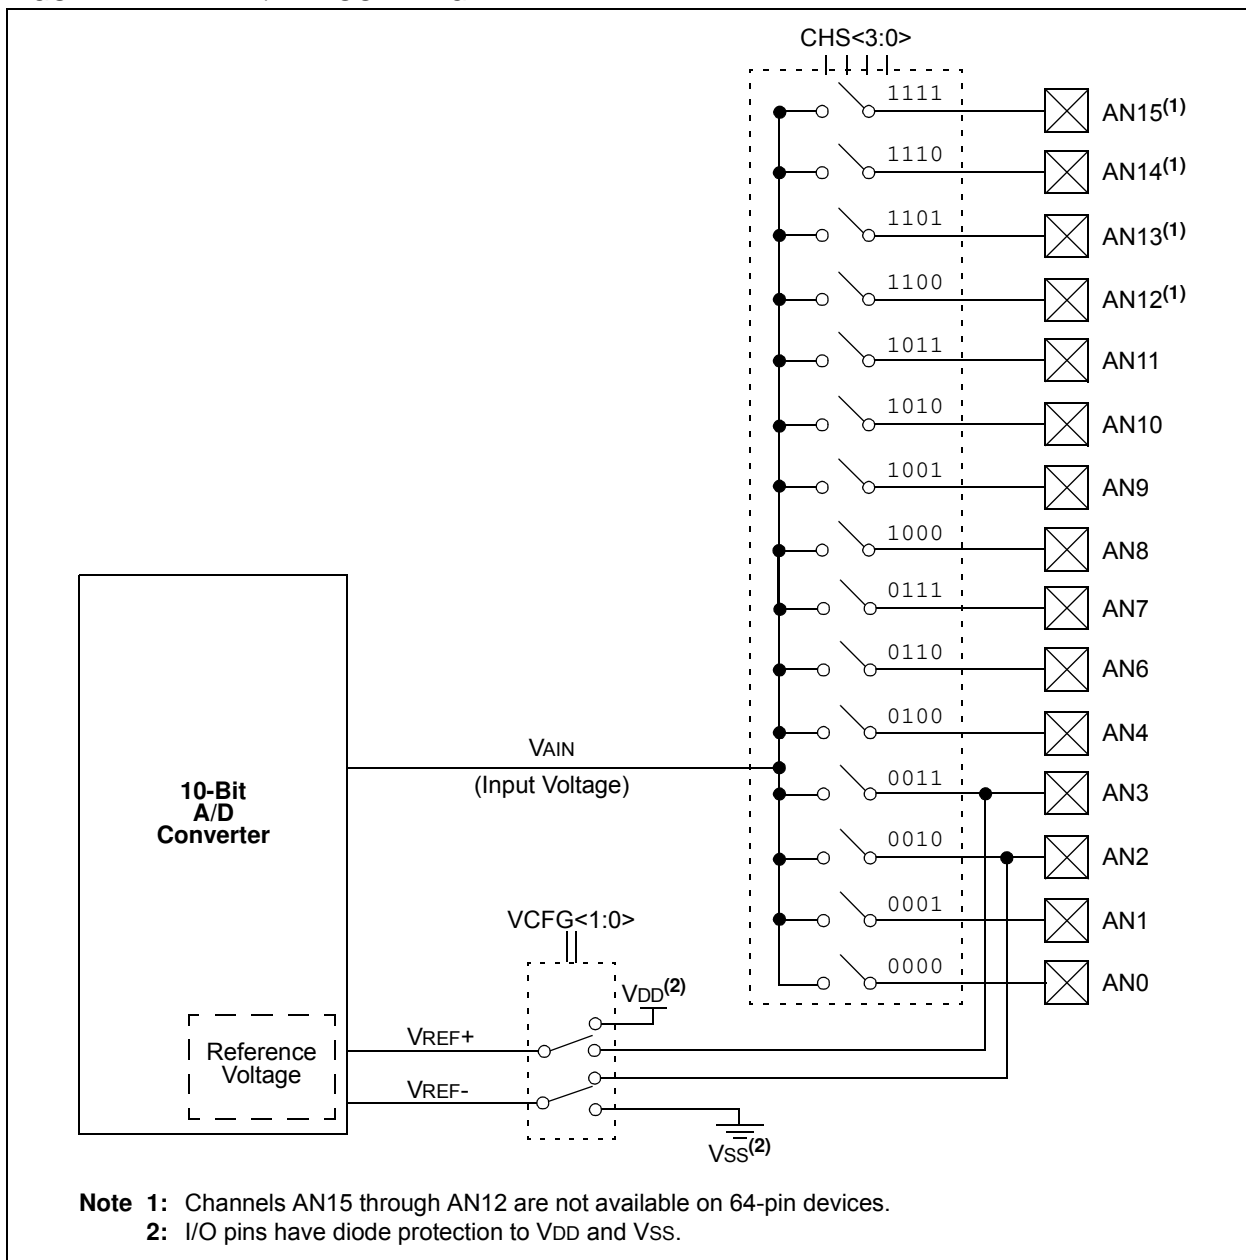 CHS<3:0>
1111
AN15(1)
1110
AN14(1)
1101
AN13(1)
1100
AN12(1)
1011
AN11
1010
AN10
1001
AN9
1000
AN8
0111
AN7
0110
AN6
0100
AN4
VAIN
(Input Voltage)
0011
AN3
10-Bit
A/D
Converter
0010
AN2
0001
AN1
VCFG<1:0>
0000
AN0
VDD(2)
VREF+
Reference
Voltage
VREF-
VSS(2)
Note 1: Channels AN15 through AN12 are not available on 64-pin devices.
2: I/O pins have diode protection to VDD and VSS.